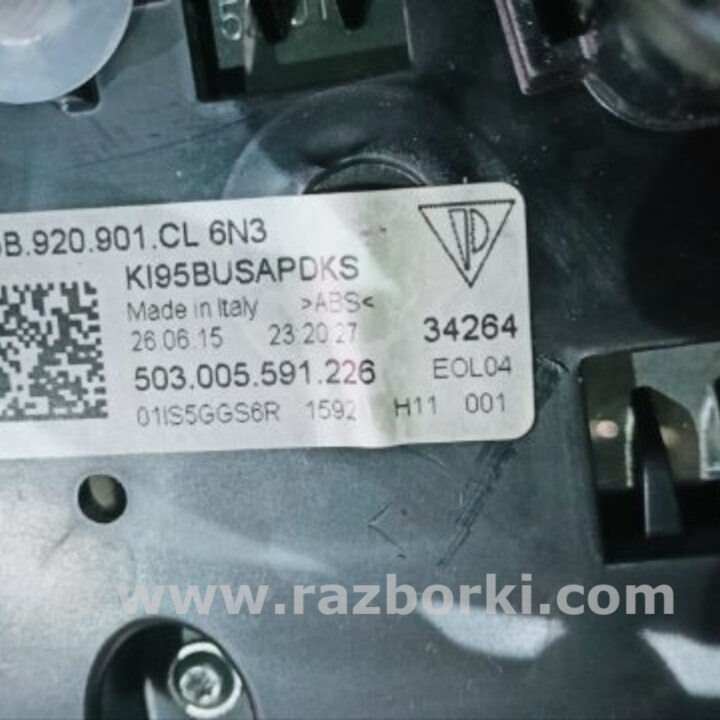 B.920.901.CL 6N3
KI95BUSAPDKS
Made in Italy >ABS<
26.06.15 23:20:27 34264
503.005.591.226 EOL04
01IS5GGS6R 1592 H11 001
www.razborki.com